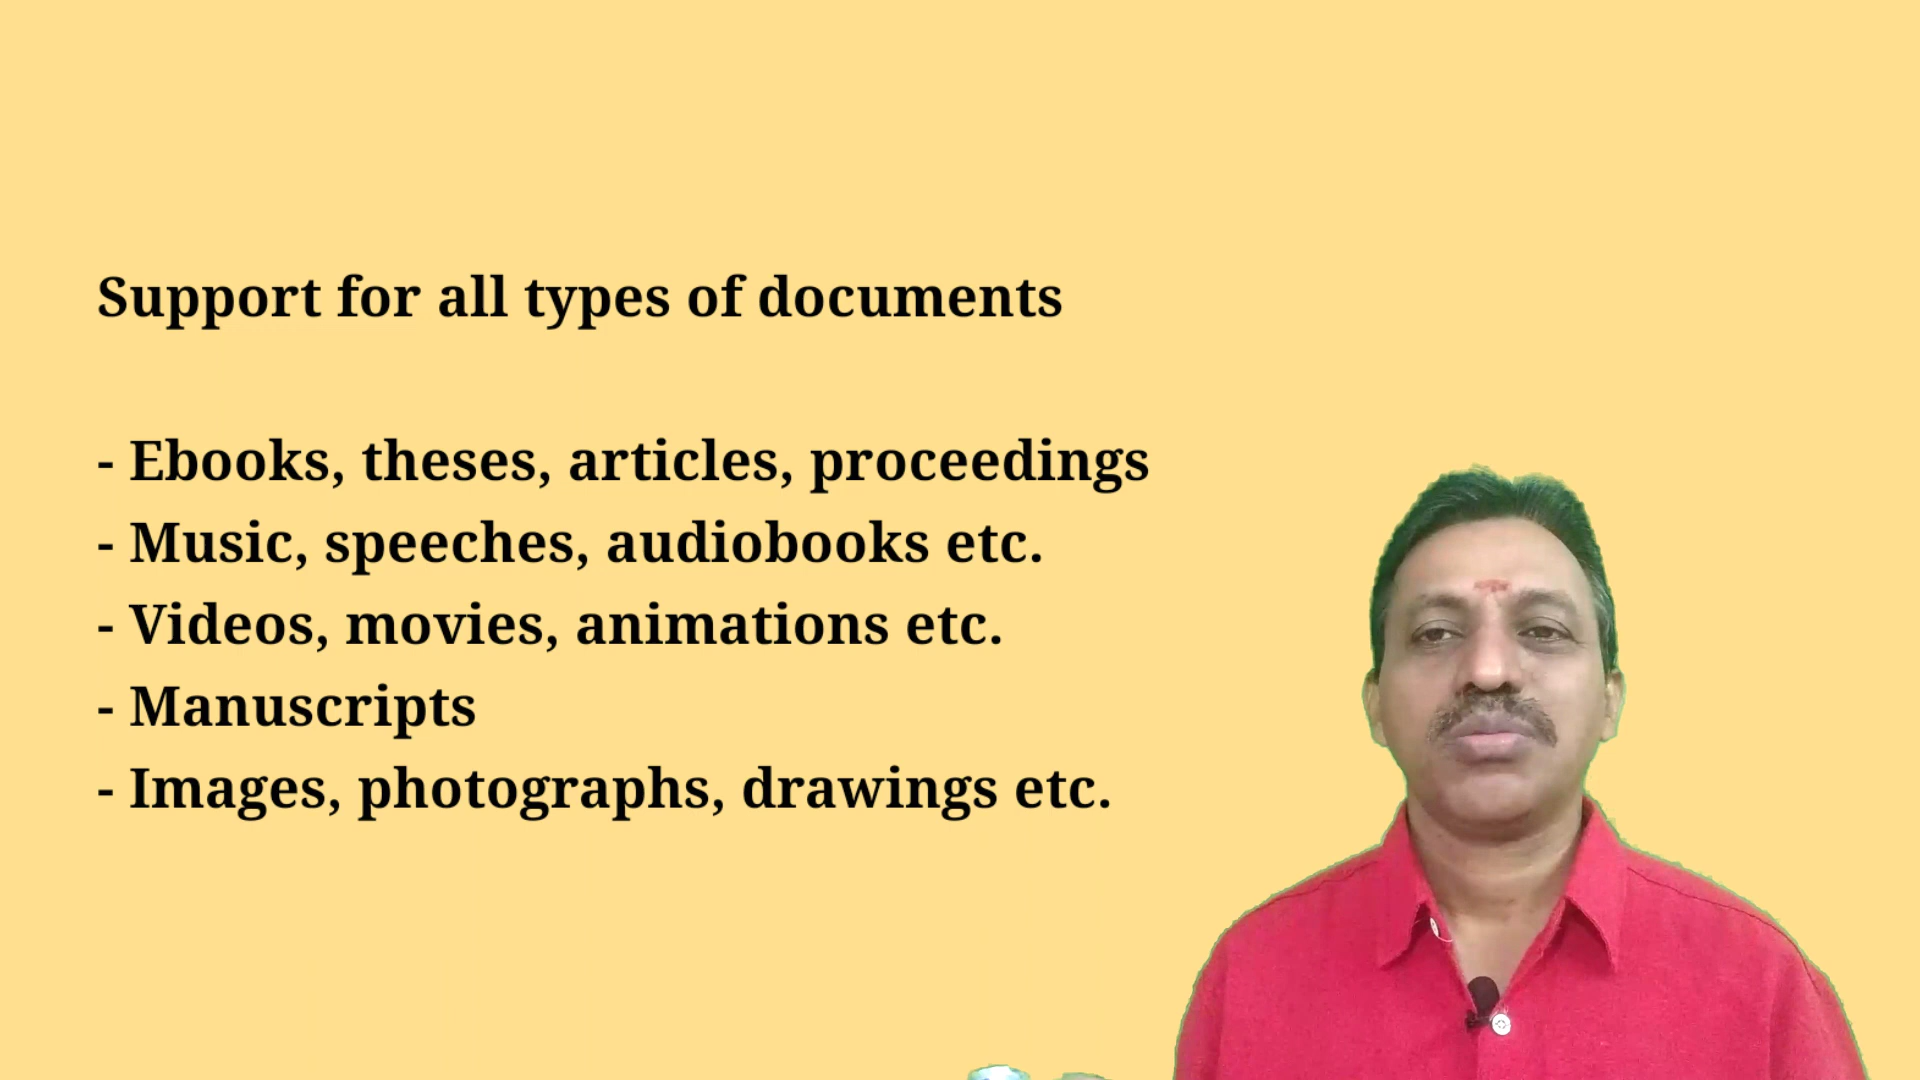 Support for all types of documents
- Ebooks, theses, articles, proceedings
- Music, speeches, audiobooks etc.
- Videos, movies, animations etc.
- Manuscripts
- Images, photographs, drawings etc.